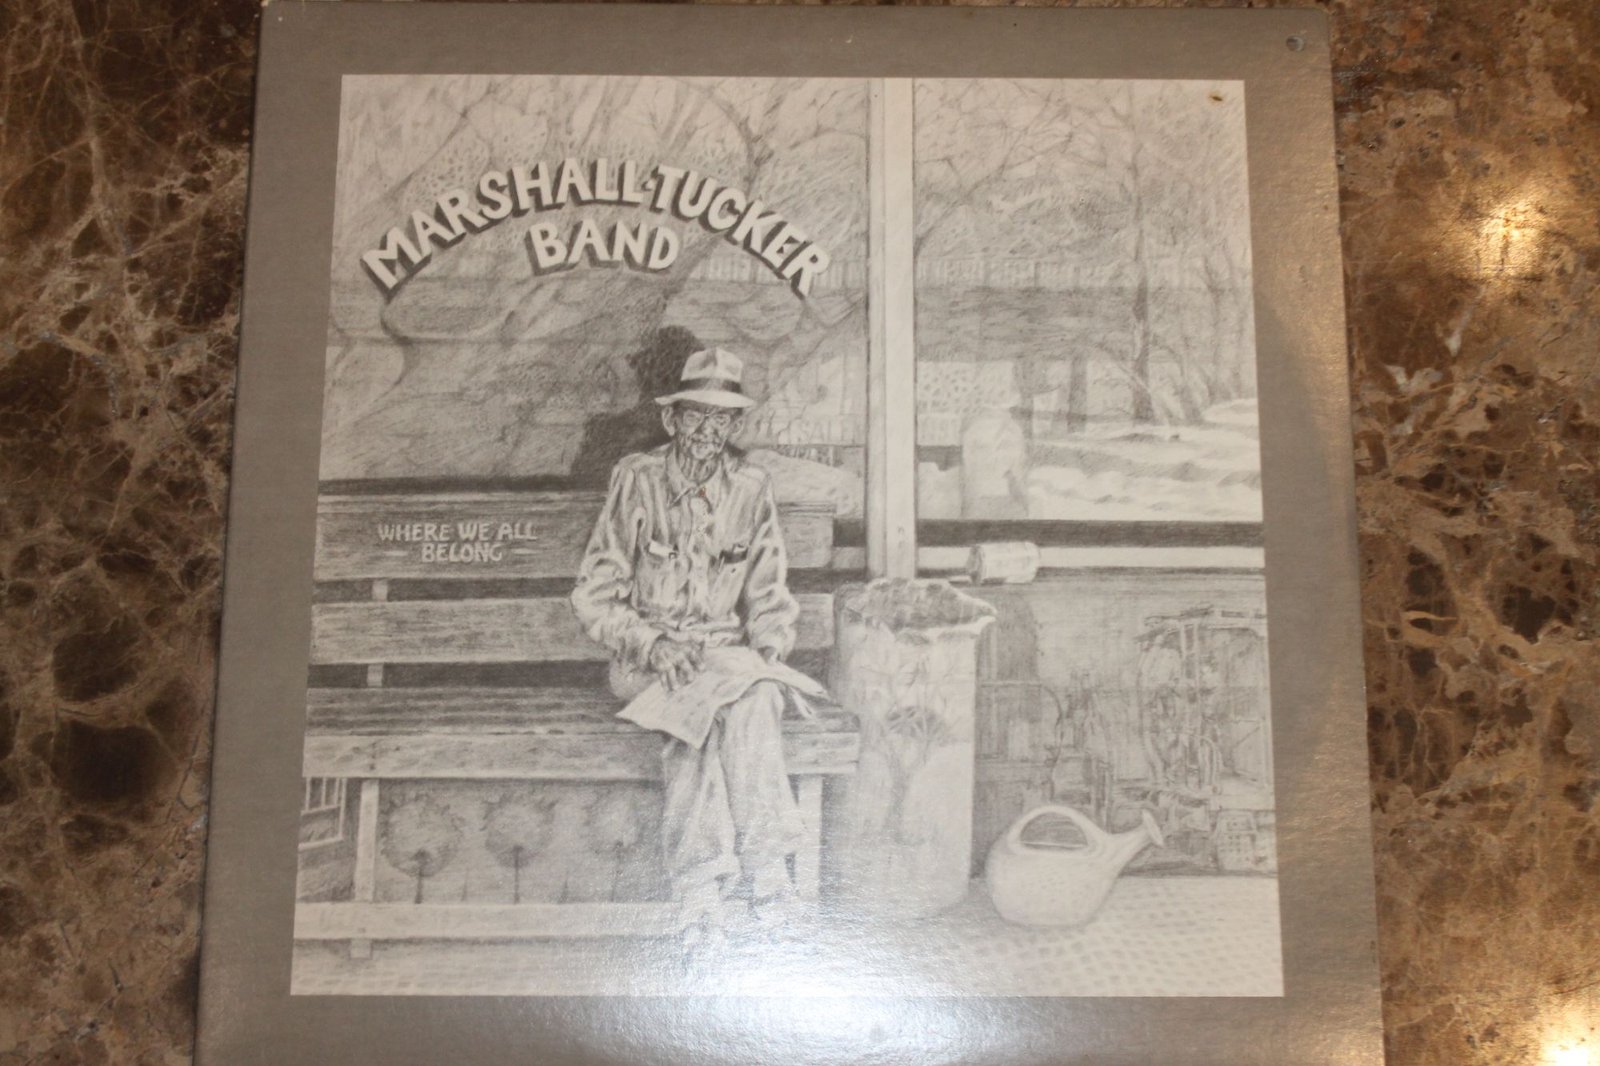 MARSHALL-TUCKER
BAND
WHERE WE ALL
BELONG